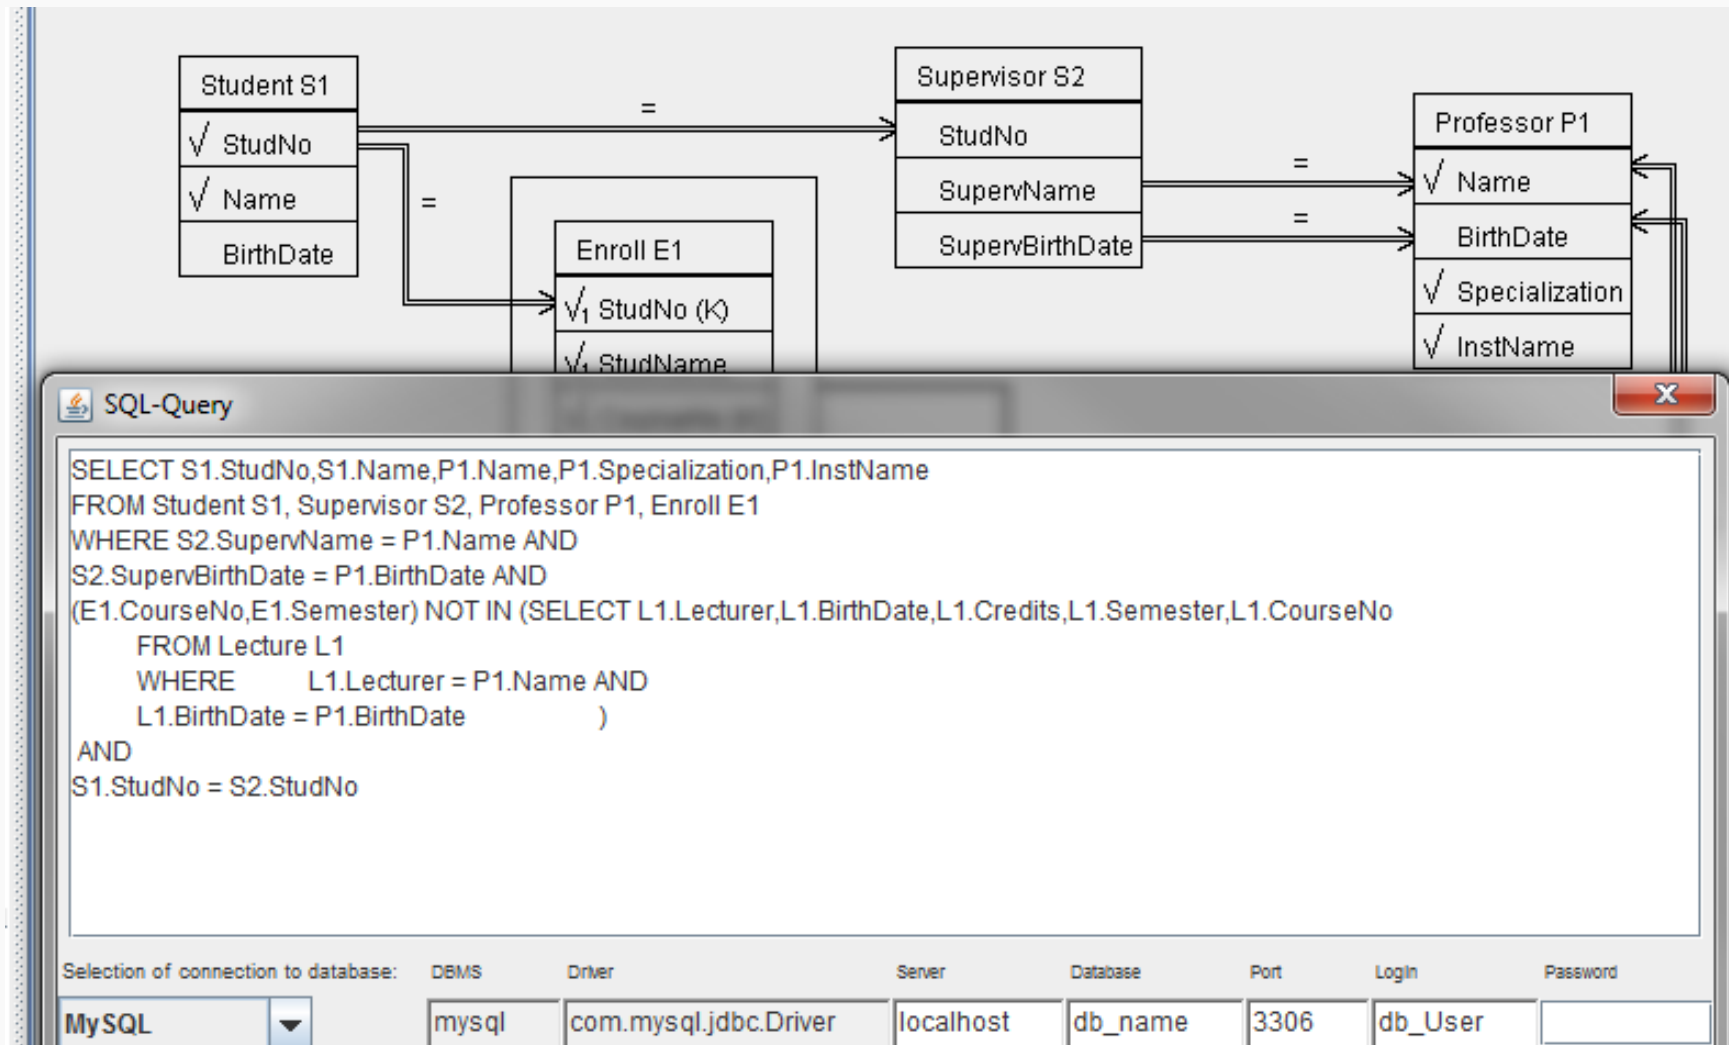 Student S1
√ StudNo
√ Name
BirthDate
=
=
Enroll E1
√₁ StudNo (K)
√₁ StudName
Supervisor S2
StudNo
SupervName
SupervBirthDate
=
=
Professor P1
√ Name
BirthDate
√ Specialization
√ InstName
SQL-Query
SELECT S1.StudNo,S1.Name,P1.Name,P1.Specialization,P1.InstName
FROM Student S1, Supervisor S2, Professor P1, Enroll E1
WHERE S2.SupervName = P1.Name AND
S2.SupervBirthDate = P1.BirthDate AND
(E1.CourseNo,E1.Semester) NOT IN (SELECT L1.Lecturer,L1.BirthDate,L1.Credits,L1.Semester,L1.CourseNo
FROM Lecture L1
WHERE L1.Lecturer = P1.Name AND
L1.BirthDate = P1.BirthDate )
AND
S1.StudNo = S2.StudNo
Selection of connection to database: DBMS Driver Server Database Port Login Password
MySQL mysql com.mysql.jdbc.Driver localhost db_name 3306 db_User